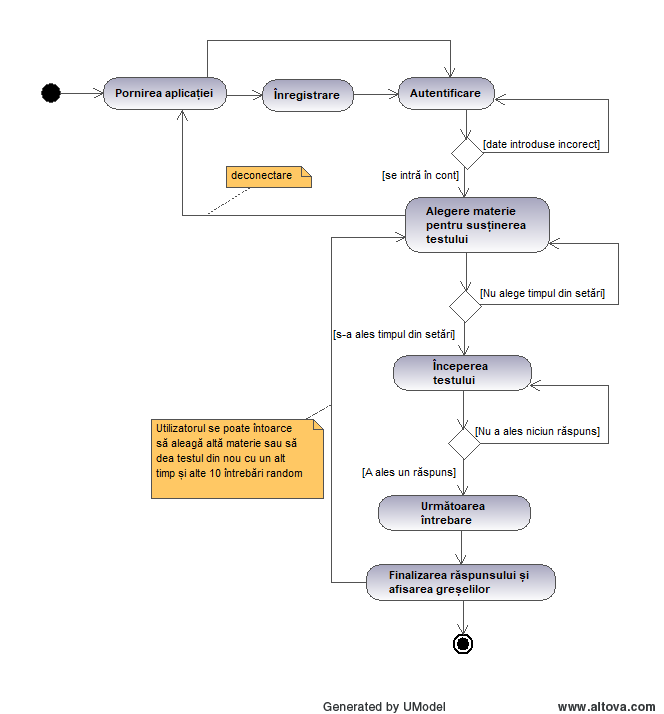 Pornirea aplicației
Înregistrare
Autentificare
[date introduse incorect]
[se intră în cont]
deconectare
Alegere materie
pentru susținerea
testului
[Nu alege timpul din setări]
[s-a ales timpul din setări]
Începerea
testului
[Nu a ales niciun răspuns]
Utilizatorul se poate întoarce
să aleagă altă materie sau să
dea testul din nou cu un alt
timp și alte 10 întrebări random
[A ales un răspuns]
Următoarea
întrebare
Finalizarea răspunsului și
afisarea greșelilor
Generated by UModel
www.altova.com